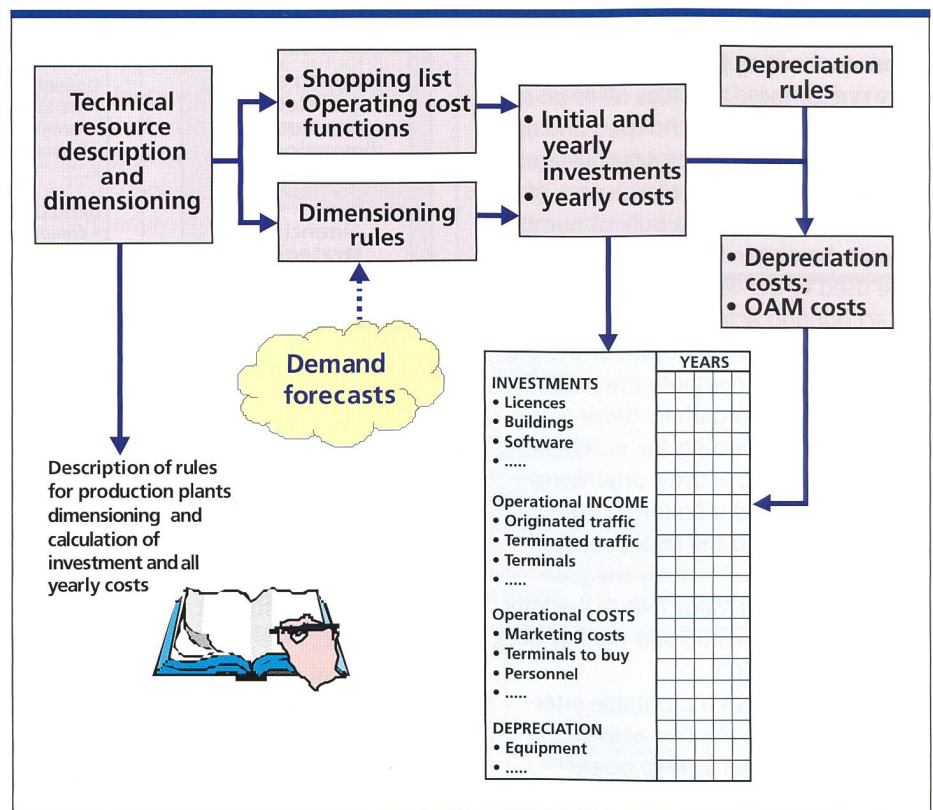 Technical
resource
description
and
dimensioning
• Shopping list
• Operating cost
functions
Dimensioning
rules
Demand
forecasts
• Initial and
yearly
investments
• yearly costs
Depreciation
rules
• Depreciation
costs;
• OAM costs
Description of rules
for production plants
dimensioning and
calculation of
investment and all
yearly costs
YEARS
INVESTMENTS
• Licences
• Buildings
• Software
• .....
Operational INCOME
• Originated traffic
• Terminated traffic
• Terminals
• .....
Operational COSTS
• Marketing costs
• Terminals to buy
• Personnel
• .....
DEPRECIATION
• Equipment
• .....